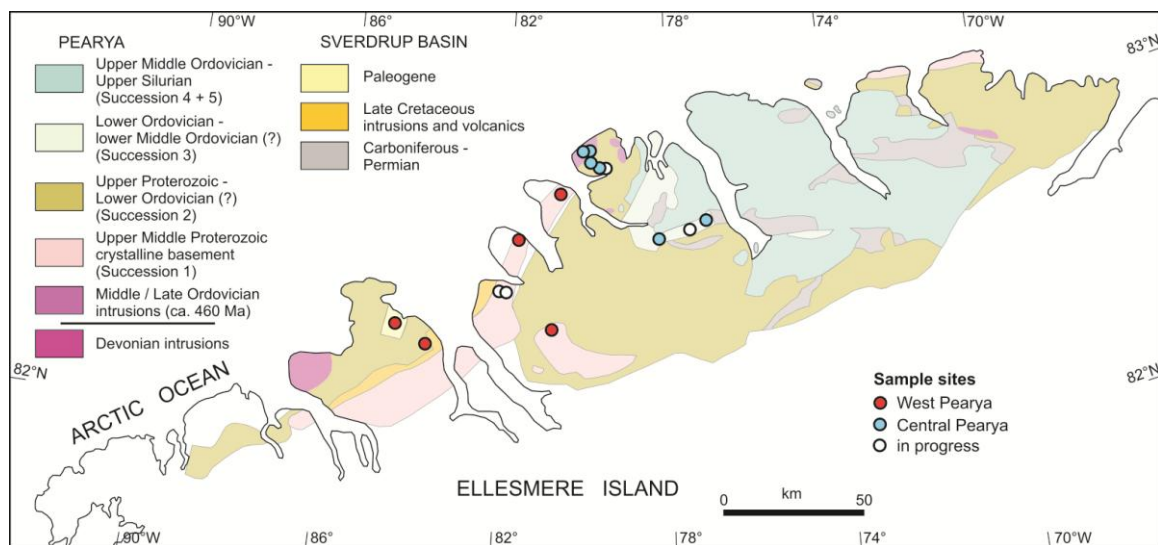 90°W
86°
82°
78°
74°
70°W
83°
82°N
PEARYA
Upper Middle Ordovician -
Upper Silurian
(Succession 4 + 5)
Lower Ordovician -
lower Middle Ordovician (?)
(Succession 3)
Upper Proterozoic -
Lower Ordovician (?)
(Succession 2)
Upper Middle Proterozoic
crystalline basement
(Succession 1)
Middle / Late Ordovician
intrusions (ca. 460 Ma)
Devonian intrusions
SVERDRUP BASIN
Paleogene
Late Cretaceous
intrusions and volcanics
Carboniferous -
Permian
82°
ARCTIC OCEAN
Sample sites
West Pearya
Central Pearya
in progress
ELLESMERE ISLAND
0 km 50
90°W
86°
82°
78°
74°
70°W